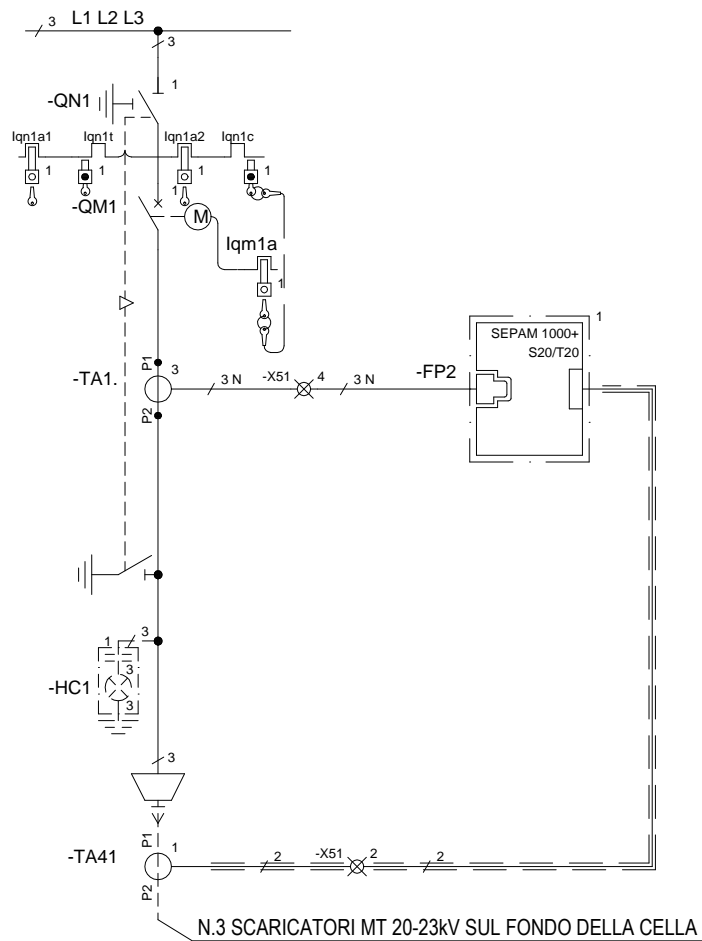 3 L1 L2 L3
3
1
-QN1
Iqn1a1 Iqn1t Iqn1a2 Iqn1c
1 1 1 1
-QM1
1
M
Iqm1a
1
SEPAM 1000+
S20/T20
1
-FP2
P1
3
-TA1.
3 N
-X51
4
3 N
P2
3
1
3
-HC1
3
3
P1
1
-TA41
2
-X51
2
2
P2
N.3 SCARICATORI MT 20-23kV SUL FONDO DELLA CELLA